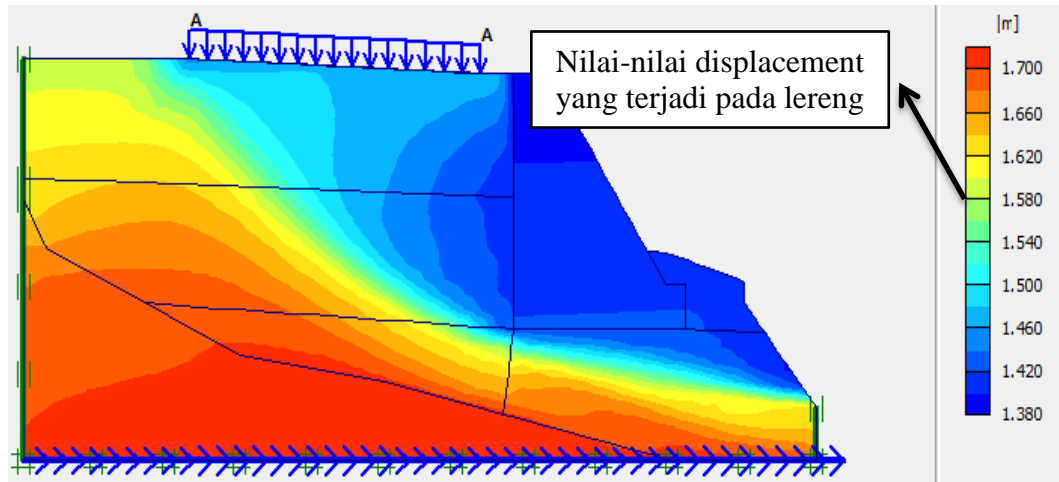 A
A
[m]
Nilai-nilai displacement
yang terjadi pada lereng
1.700
1.660
1.620
1.580
1.540
1.500
1.460
1.420
1.380